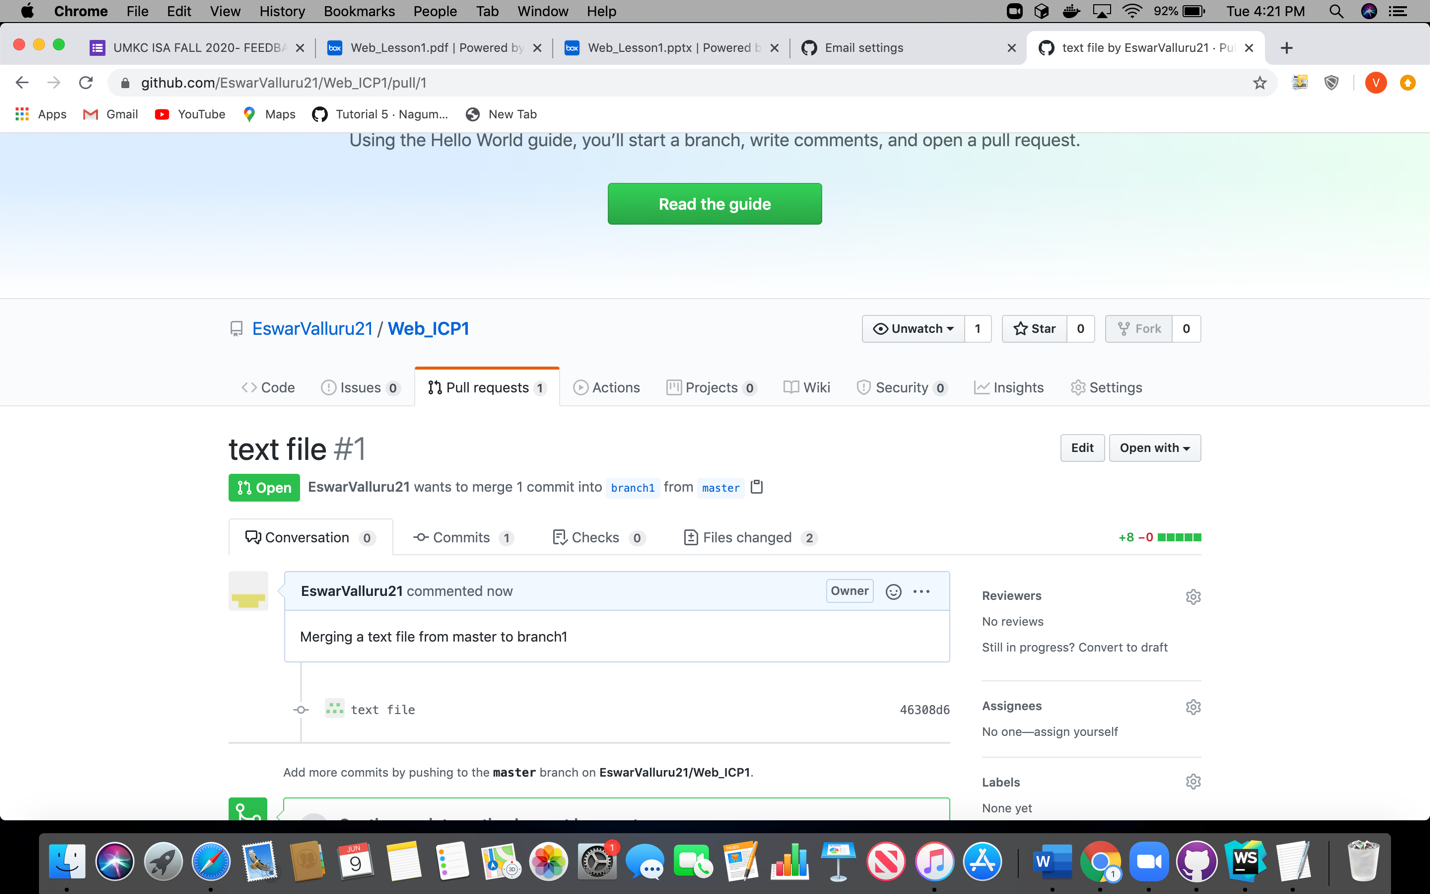 Chrome File Edit View History Bookmarks People Tab Window Help 92% Tue 4:21 PM
UMKC ISA FALL 2020- FEEDBA Web_Lesson1.pdf | Powered by Web_Lesson1.pptx | Powered b Email settings text file by EswarValluru21 · Pu
github.com/EswarValluru21/Web_ICP1/pull/1 V
Apps Gmail YouTube Maps Tutorial 5 · Nagum... New Tab
Using the Hello World guide, you’ll start a branch, write comments, and open a pull request.
Read the guide
EswarValluru21 / Web_ICP1 Unwatch 1 Star 0 Fork 0
Code Issues 0 Pull requests 1 Actions Projects 0 Wiki Security 0 Insights Settings
text file #1 Edit Open with
Open EswarValluru21 wants to merge 1 commit into branch1 from master
Conversation 0 Commits 1 Checks 0 Files changed 2 +8 −0
EswarValluru21 commented now Owner
Merging a text file from master to branch1
Reviewers
No reviews
Still in progress? Convert to draft
text file 46308d6
Assignees
No one—assign yourself
Add more commits by pushing to the master branch on EswarValluru21/Web_ICP1.
Labels
None yet
JUN
9
3D
1
W
1
WS